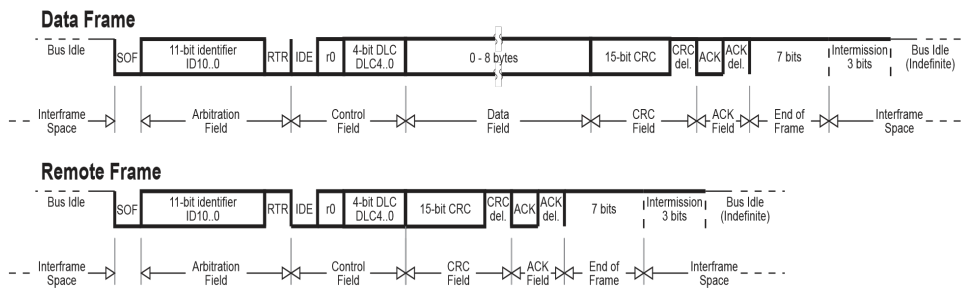 Data Frame
Bus Idle SOF 11-bit identifier ID10..0 RTR IDE r0 4-bit DLC DLC4..0 0 - 8 bytes 15-bit CRC CRC del. ACK ACK del. 7 bits Intermission 3 bits Bus Idle (Indefinite)
Interframe Space Arbitration Field Control Field Data Field CRC Field ACK Field End of Frame Interframe Space
Remote Frame
Bus Idle SOF 11-bit identifier ID10..0 RTR IDE r0 4-bit DLC DLC4..0 15-bit CRC CRC del. ACK ACK del. 7 bits Intermission 3 bits Bus Idle (Indefinite)
Interframe Space Arbitration Field Control Field CRC Field ACK Field End of Frame Interframe Space